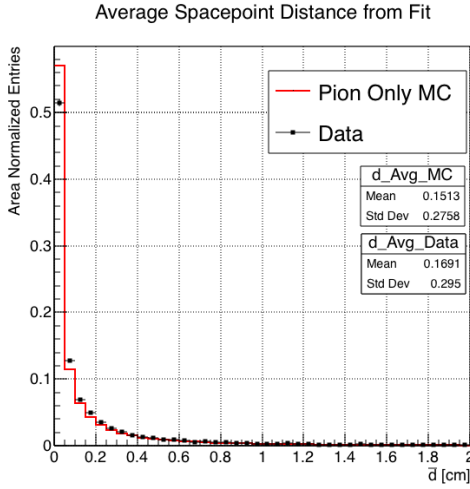 Average Spacepoint Distance from Fit
Area Normalized Entries
Pion Only MC
Data
d_Avg_MC
Mean 0.1513
Std Dev 0.2758
d_Avg_Data
Mean 0.1691
Std Dev 0.295
0.5
0.4
0.3
0.2
0.1
0
0 0.2 0.4 0.6 0.8 1 1.2 1.4 1.6 1.8 2
d̅ [cm]